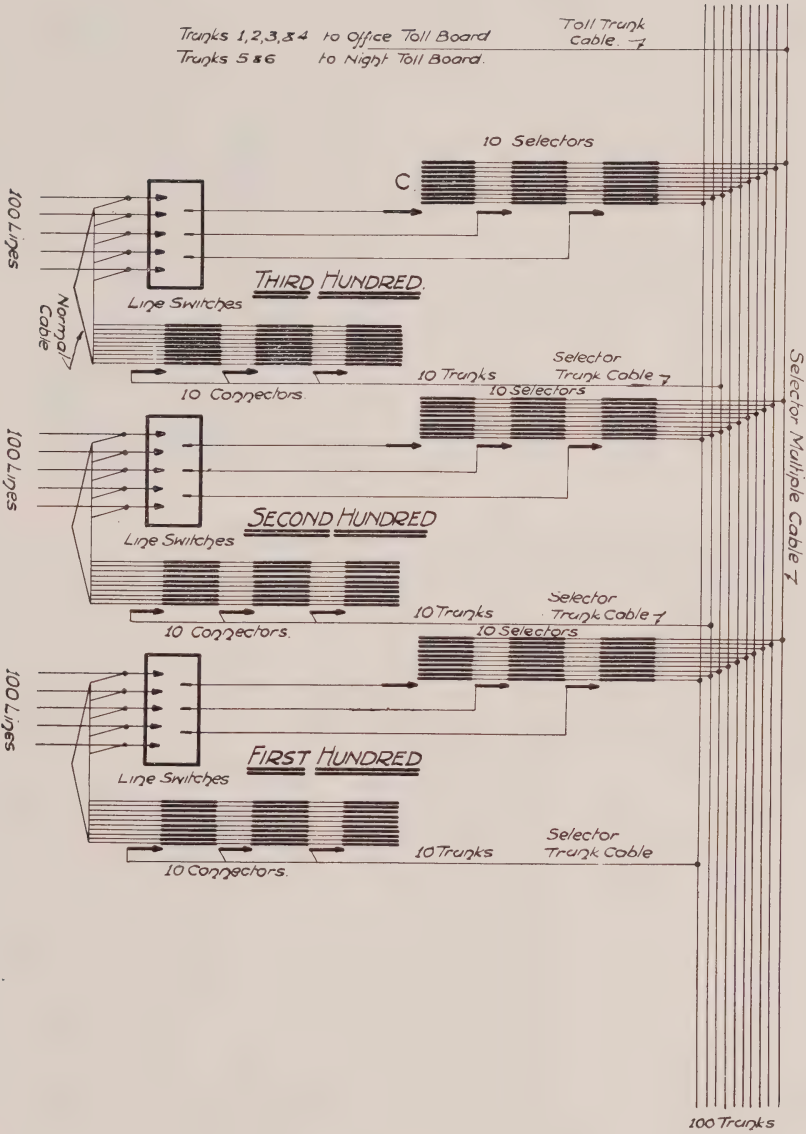 Trunks 1,2,3,&4 to Office Toll Board
Trunks 5&6 to Night Toll Board.
Toll Trunk
Cable.
10 Selectors
C.
100 Lines
THIRD HUNDRED.
Line Switches
Normal
Cable
10 Connectors.
10 Trunks
Selector
Trunk Cable
10 Selectors
Selector Multiple Cable
100 Lines
SECOND HUNDRED
Line Switches
10 Connectors.
10 Trunks
Selector
Trunk Cable
10 Selectors
100 Lines
FIRST HUNDRED
Line Switches
10 Connectors.
10 Trunks
Selector
Trunk Cable
100 Trunks